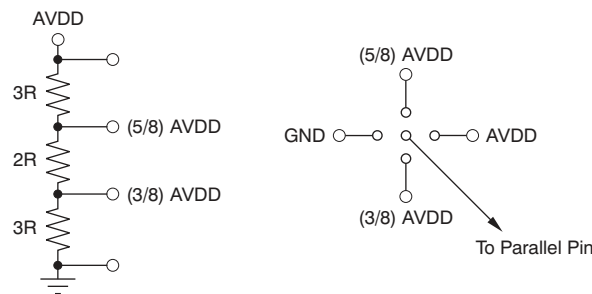 AVDD
3R
(5/8) AVDD
2R
(3/8) AVDD
3R
(5/8) AVDD
GND
AVDD
(3/8) AVDD
To Parallel Pin